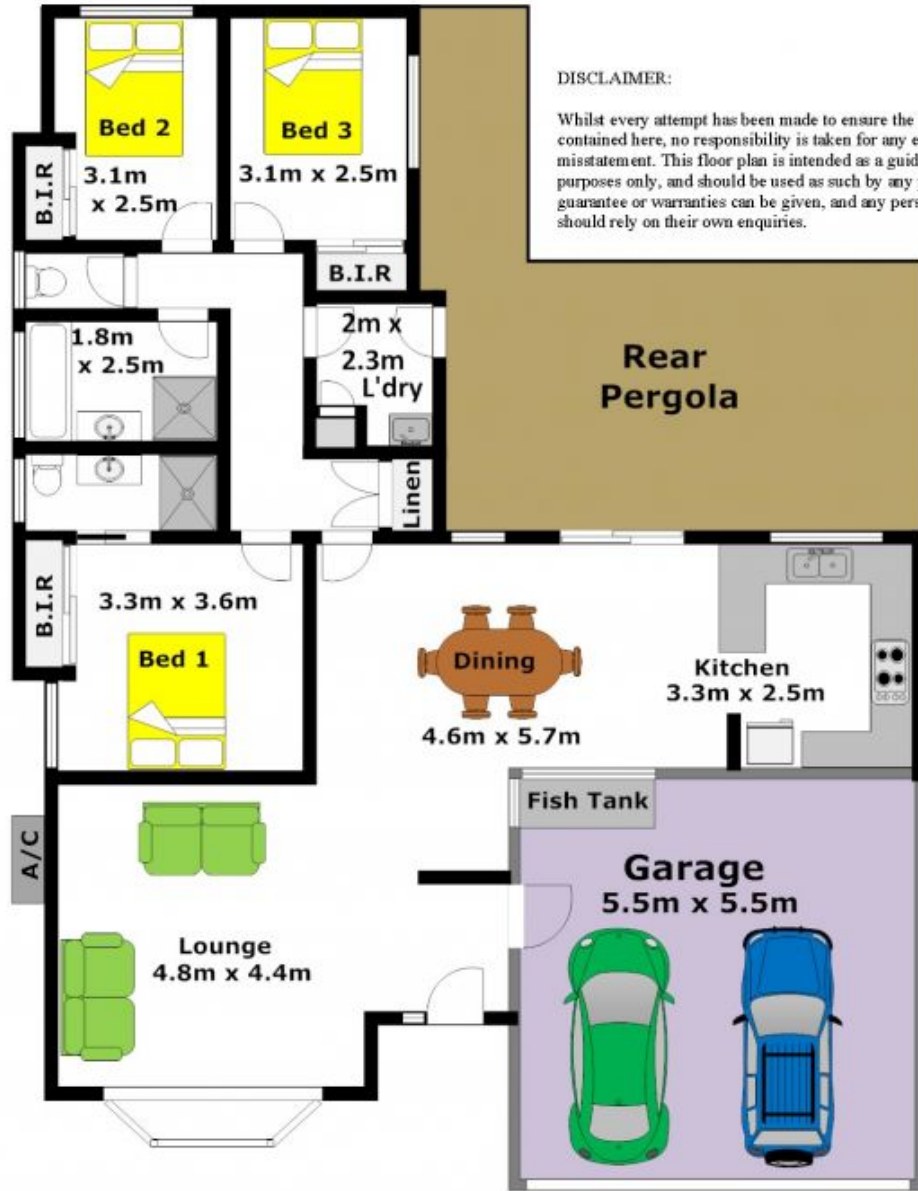 DISCLAIMER:
Whilst every attempt has been made to ensure the
contained here, no responsibility is taken for any
misstatement. This floor plan is intended as a
purposes only, and should be used as such by any
guarantee or warranties can be given, and any
should rely on their own enquiries.
Bed 2
3.1m
x 2.5m
B.I.R
Bed 3
3.1m x 2.5m
B.I.R
1.8m
x 2.5m
2m x
2.3m
L'dry
Linen
Rear
Pergola
B.I.R
3.3m x 3.6m
Bed 1
Dining
4.6m x 5.7m
Kitchen
3.3m x 2.5m
Fish Tank
A/C
Garage
5.5m x 5.5m
Lounge
4.8m x 4.4m